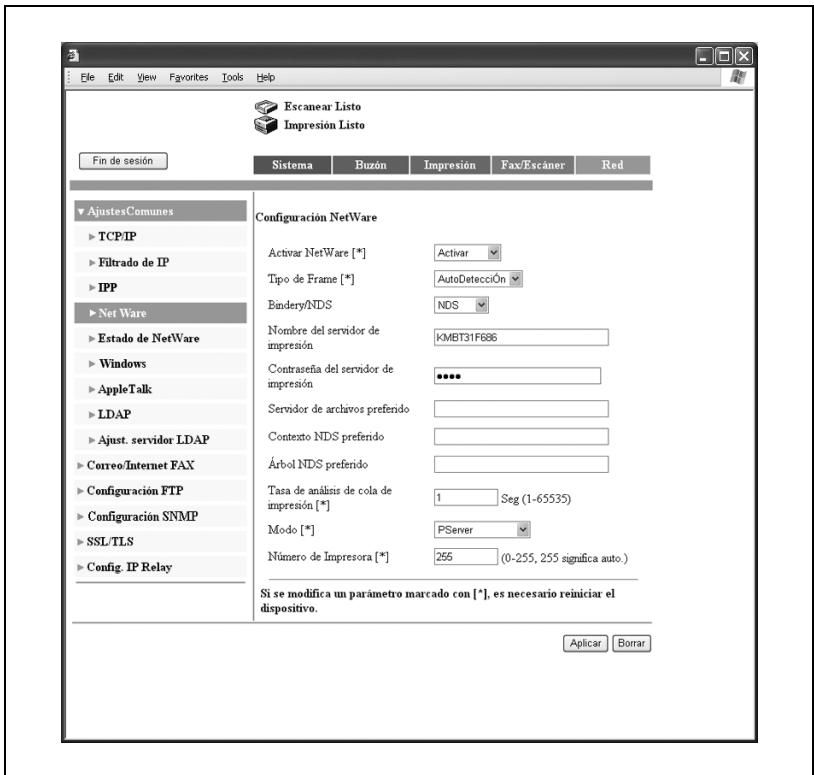 File Edit View Favorites Tools Help
Escanear Listo
Impresión Listo
Fin de sesión
Sistema Buzón Impresión Fax/Escáner Red
▼ AjustesComunes
▶ TCP/IP
▶ Filtrado de IP
▶ IPP
▶ Net Ware
▶ Estado de NetWare
▶ Windows
▶ AppleTalk
▶ LDAP
▶ Ajust. servidor LDAP
▶ Correo/Internet FAX
▶ Configuración FTP
▶ Configuración SNMP
▶ SSL/TLS
▶ Config. IP Relay
Configuración NetWare
Activar NetWare [*] Activar
Tipo de Frame [*] AutoDetecciÓn
Bindery/NDS NDS
Nombre del servidor de
impresión KMBT31F686
Contraseña del servidor de
impresión ●●●●
Servidor de archivos preferido
Contexto NDS preferido
Árbol NDS preferido
Tasa de análisis de cola de
impresión [*] 1 Seg (1-65535)
Modo [*] PServer
Número de Impresora [*] 255 (0-255, 255 significa auto.)
Si se modifica un parámetro marcado con [*], es necesario reiniciar el
dispositivo.
Aplicar Borrar